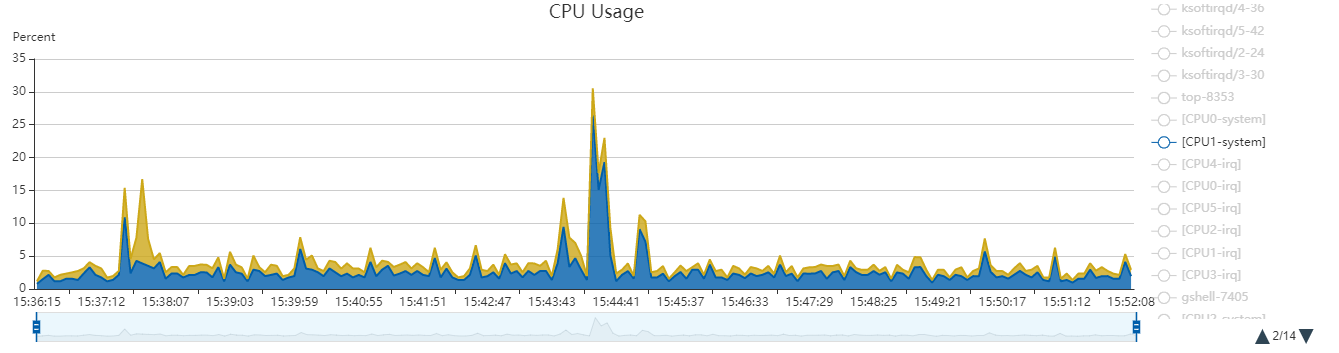 CPU Usage
Percent
35
30
25
20
15
10
5
0
15:36:15 15:37:12 15:38:07 15:39:03 15:39:59 15:40:55 15:41:51 15:42:47 15:43:43 15:44:41 15:45:37 15:46:33 15:47:29 15:48:25 15:49:21 15:50:17 15:51:12 15:52:08
ksoftirqd/4-36
ksoftirqd/5-42
ksoftirqd/2-24
ksoftirqd/3-30
top-8353
[CPU0-system]
[CPU1-system]
[CPU4-irq]
[CPU0-irq]
[CPU5-irq]
[CPU2-irq]
[CPU1-irq]
[CPU3-irq]
gshell-7405
2/14